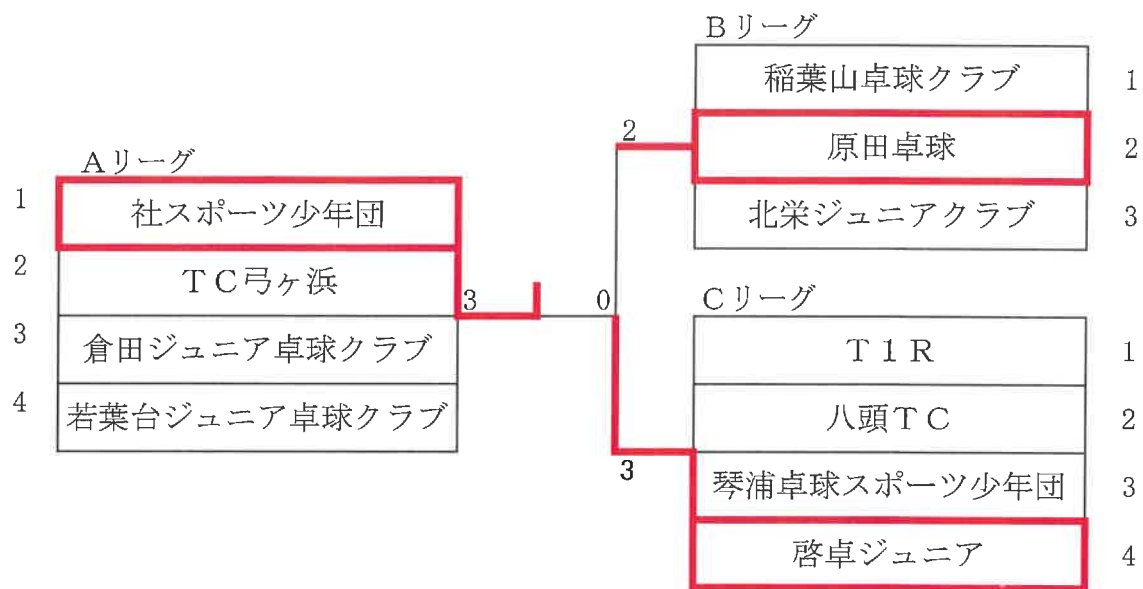 Aリーグ
1 社スポーツ少年団
2 TC弓ヶ浜
3 倉田ジュニア卓球クラブ
4 若葉台ジュニア卓球クラブ
3
0
2
3
Bリーグ
稲葉山卓球クラブ 1
原田卓球 2
北栄ジュニアクラブ 3
Cリーグ
T1R 1
八頭TC 2
琴浦卓球スポーツ少年団 3
啓卓ジュニア 4